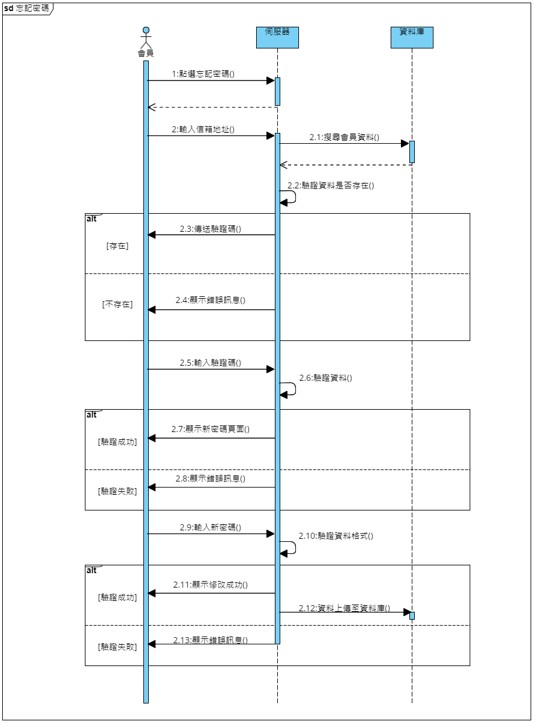 sd 忘記密碼
會員
伺服器
資料庫
1:點選忘記密碼()
2:輸入信箱地址()
2.1:搜尋會員資料()
2.2:驗證資料是否存在()
alt
2.3:傳送驗證碼()
[存在]
2.4:顯示錯誤訊息()
[不存在]
2.5:輸入驗證碼()
2.6:驗證資料()
alt
2.7:顯示新密碼頁面()
[驗證成功]
2.8:顯示錯誤訊息()
[驗證失敗]
2.9:輸入新密碼()
2.10:驗證資料格式()
alt
2.11:顯示修改成功()
[驗證成功]
2.12:資料上傳至資料庫()
2.13:顯示錯誤訊息()
[驗證失敗]